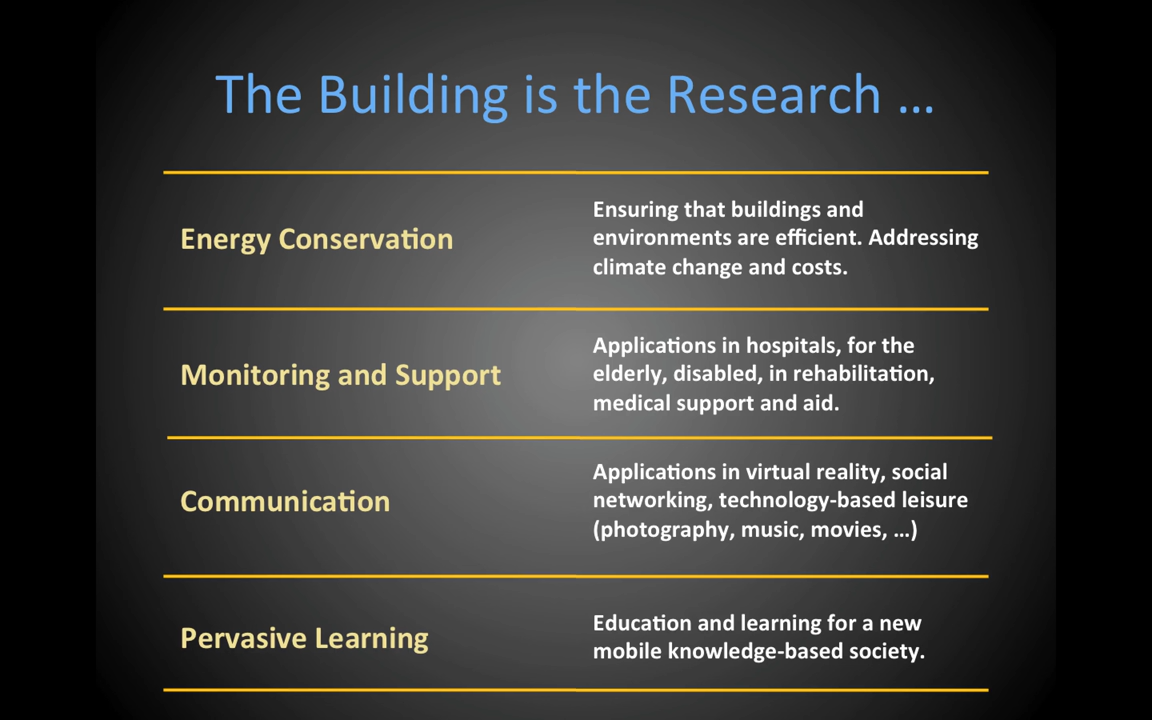 The Building is the Research ...
Energy Conservation
Ensuring that buildings and
environments are efficient. Addressing
climate change and costs.
Monitoring and Support
Applications in hospitals, for the
elderly, disabled, in rehabilitation,
medical support and aid.
Communication
Applications in virtual reality, social
networking, technology-based leisure
(photography, music, movies, ...)
Pervasive Learning
Education and learning for a new
mobile knowledge-based society.